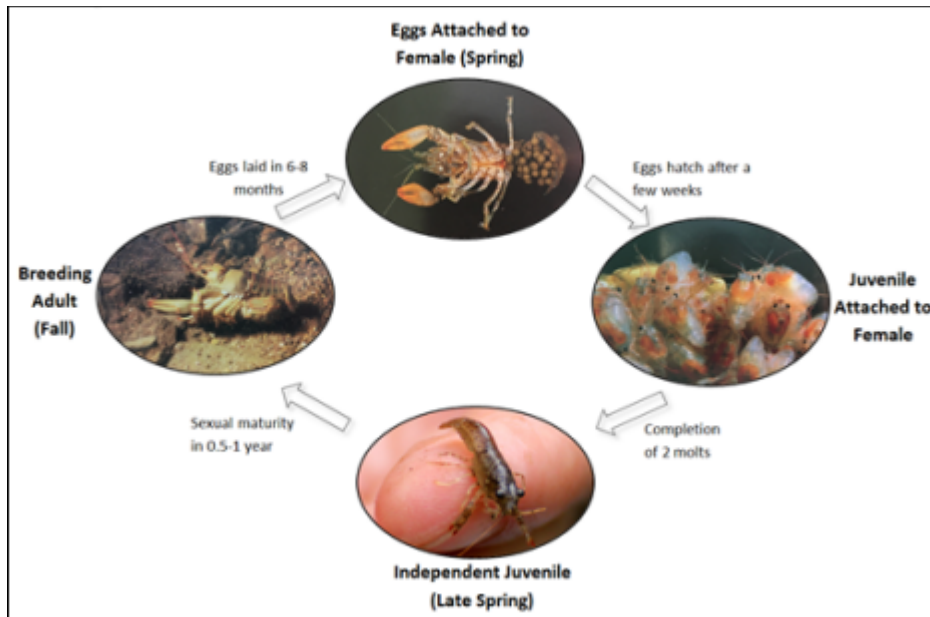 Eggs Attached to
Female (Spring)
Eggs laid in 6-8
months
Eggs hatch after a
few weeks
Breeding
Adult
(Fall)
Juvenile
Attached to
Female
Sexual maturity
in 0.5-1 year
Completion
of 2 molts
Independent Juvenile
(Late Spring)